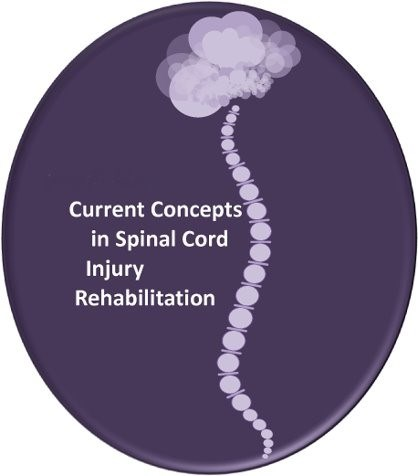 Current Concepts
in Spinal Cord
Injury
Rehabilitation